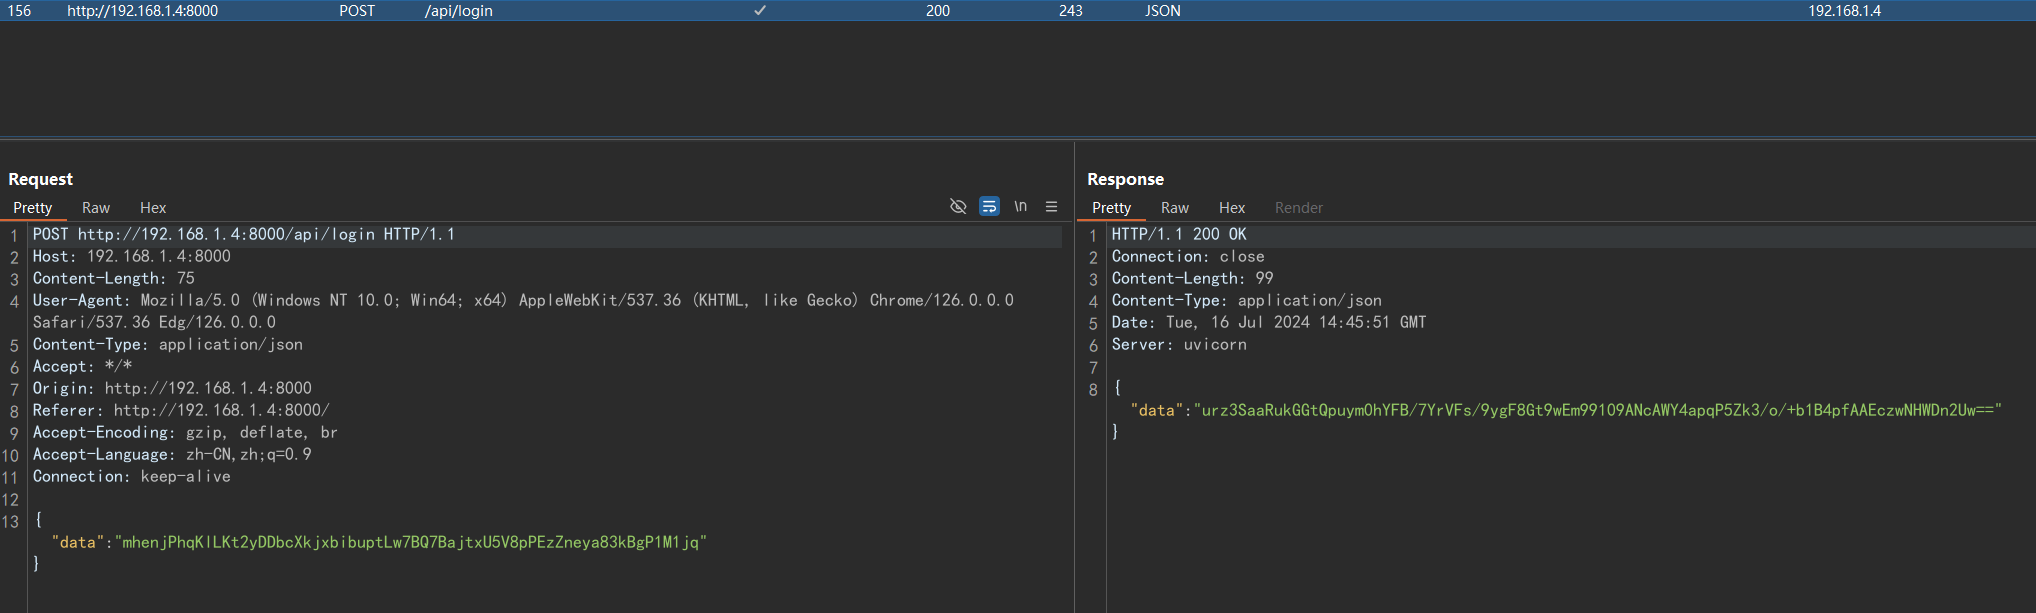 156 http://192.168.1.4:8000 POST /api/login ✓ 200 243 JSON 192.168.1.4
Request
Pretty Raw Hex
\n
1 POST http://192.168.1.4:8000/api/login HTTP/1.1
2 Host: 192.168.1.4:8000
3 Content-Length: 75
4 User-Agent: Mozilla/5.0 (Windows NT 10.0; Win64; x64) AppleWebKit/537.36 (KHTML, like Gecko) Chrome/126.0.0.0
Safari/537.36 Edg/126.0.0.0
5 Content-Type: application/json
6 Accept: */*
7 Origin: http://192.168.1.4:8000
8 Referer: http://192.168.1.4:8000/
9 Accept-Encoding: gzip, deflate, br
10 Accept-Language: zh-CN,zh;q=0.9
11 Connection: keep-alive
12
13 {
"data":"mhenjPhqKlLKt2yDDbcXkjxbibuptLw7BQ7BajtxU5V8pPEzZneya83kBgP1M1jq"
}
Response
Pretty Raw Hex Render
1 HTTP/1.1 200 OK
2 Connection: close
3 Content-Length: 99
4 Content-Type: application/json
5 Date: Tue, 16 Jul 2024 14:45:51 GMT
6 Server: uvicorn
7
8 {
"data":"urz3SaaRukGGtQpuymOhYFB/7YrVFs/9ygF8Gt9wEm991O9ANcAWY4apqP5Zk3/o/+b1B4pfAAEczwNHWDn2Uw=="
}